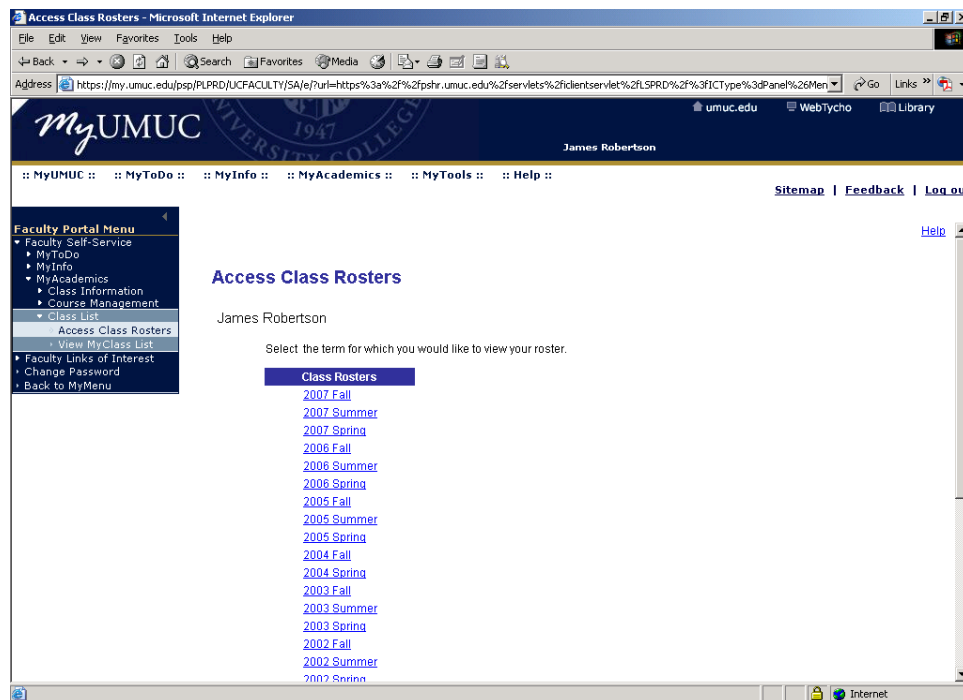 Access Class Rosters - Microsoft Internet Explorer
File Edit View Favorites Tools Help
Back Search Favorites Media
Address https://my.umuc.edu/psp/PLPRD/UCFACULTY/SA/e/?url=https%3a%2f%2fpshr.umuc.edu%2fservlets%2ficlientservlet%2fLSPRD%2f%3fICType%3dPanel%26Men Go Links »
MyUMUC
1947
umuc.edu WebTycho Library
James Robertson
:: MyUMUC :: :: MyToDo :: :: MyInfo :: :: MyAcademics :: :: MyTools :: :: Help ::
Sitemap | Feedback | Log ou
Help
Faculty Portal Menu
Faculty Self-Service
MyToDo
MyInfo
MyAcademics
Class Information
Course Management
Class List
Access Class Rosters
View MyClass List
Faculty Links of Interest
Change Password
Back to MyMenu
Access Class Rosters
James Robertson
Select the term for which you would like to view your roster.
Class Rosters
2007 Fall
2007 Summer
2007 Spring
2006 Fall
2006 Summer
2006 Spring
2005 Fall
2005 Summer
2005 Spring
2004 Fall
2004 Spring
2003 Fall
2003 Summer
2003 Spring
2002 Fall
2002 Summer
2002 Spring
Internet